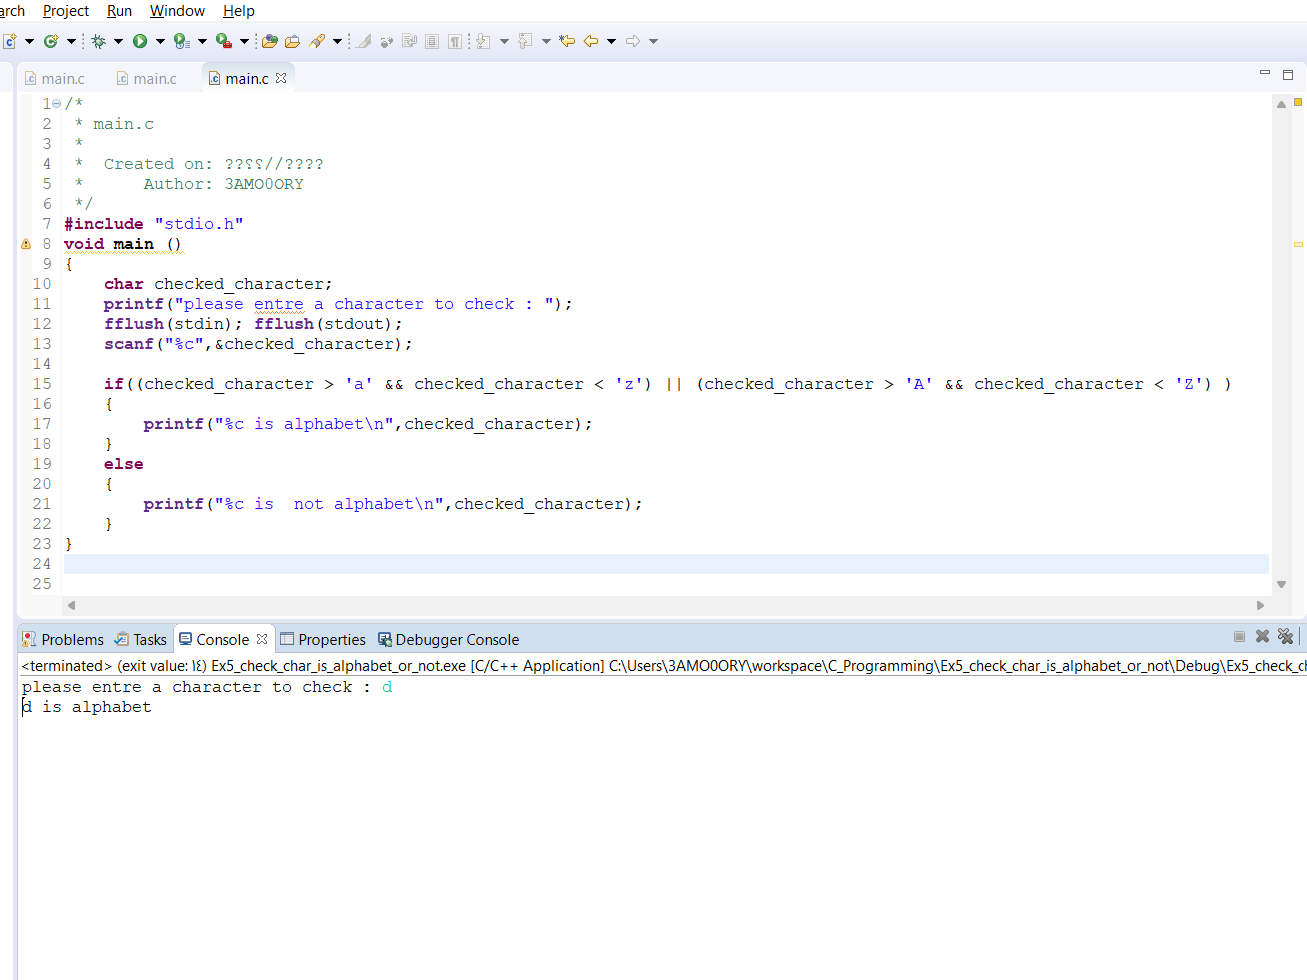 arch Project Run Window Help
main.c main.c main.c
1 /*
2 * main.c
3 *
4 * Created on: ??؟؟//????
5 * Author: 3AMO0ORY
6 */
7 #include "stdio.h"
8 void main ()
9 {
10 char checked_character;
11 printf("please entre a character to check : ");
12 fflush(stdin); fflush(stdout);
13 scanf("%c",&checked_character);
14
15 if((checked_character > 'a' && checked_character < 'z') || (checked_character > 'A' && checked_character < 'Z') )
16 {
17 printf("%c is alphabet\n",checked_character);
18 }
19 else
20 {
21 printf("%c is  not alphabet\n",checked_character);
22 }
23 }
24
25
Problems Tasks Console Properties Debugger Console
<terminated> (exit value: ١٤) Ex5_check_char_is_alphabet_or_not.exe [C/C++ Application] C:\Users\3AMO0ORY\workspace\C_Programming\Ex5_check_char_is_alphabet_or_not\Debug\Ex5_check_ch
please entre a character to check : d
d is alphabet